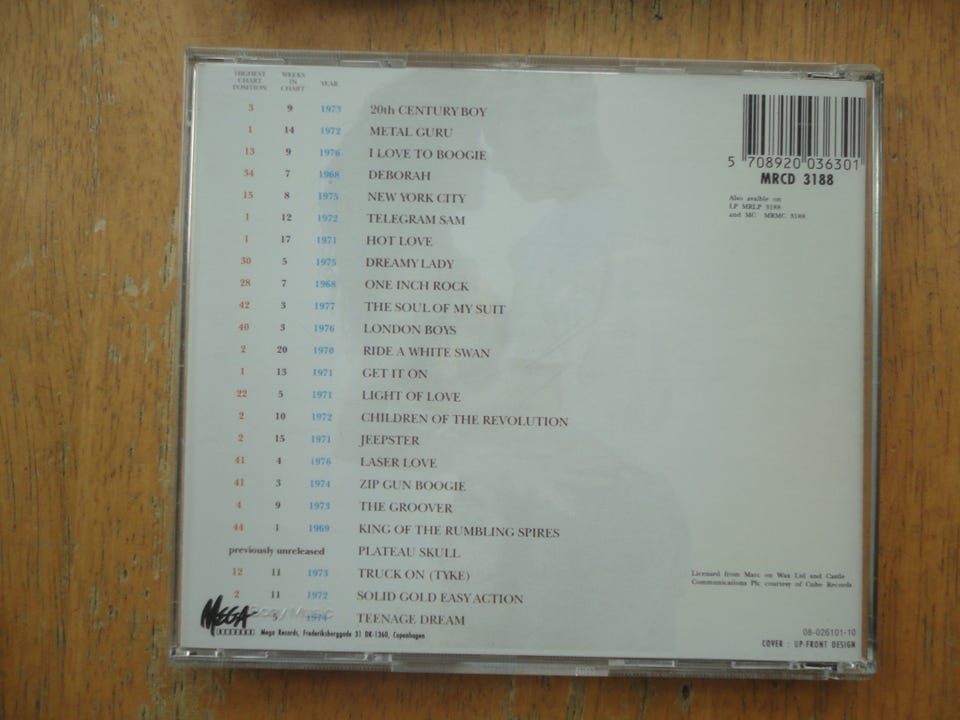 HIGHEST CHART POSITION WEEKS IN CHART YEAR
3 9 1973 20th CENTURY BOY
1 14 1972 METAL GURU
13 9 1976 I LOVE TO BOOGIE
34 7 1968 DEBORAH
15 8 1975 NEW YORK CITY
1 12 1972 TELEGRAM SAM
1 17 1971 HOT LOVE
30 5 1975 DREAMY LADY
28 7 1968 ONE INCH ROCK
42 3 1977 THE SOUL OF MY SUIT
40 3 1976 LONDON BOYS
2 20 1970 RIDE A WHITE SWAN
1 13 1971 GET IT ON
22 5 1971 LIGHT OF LOVE
2 10 1972 CHILDREN OF THE REVOLUTION
2 15 1971 JEEPSTER
41 4 1976 LASER LOVE
41 3 1974 ZIP GUN BOOGIE
4 9 1973 THE GROOVER
44 1 1969 KING OF THE RUMBLING SPIRES
previously unreleased PLATEAU SKULL
12 11 1973 TRUCK ON (TYKE)
2 11 1972 SOLID GOLD EASY ACTION
5 1974 TEENAGE DREAM
MEGA
RECORDS
Mega Records, Frederiksborggade 31 DK-1360, Copenhagen
5 708920 036301
MRCD 3188
Also availble on
LP MRLP 3188
and MC MRMC 3188
Licensed from Marc on Wax Ltd and Castle
Communications Plc courtesy of Cube Records
08-026101-10
COVER : UP-FRONT DESIGN